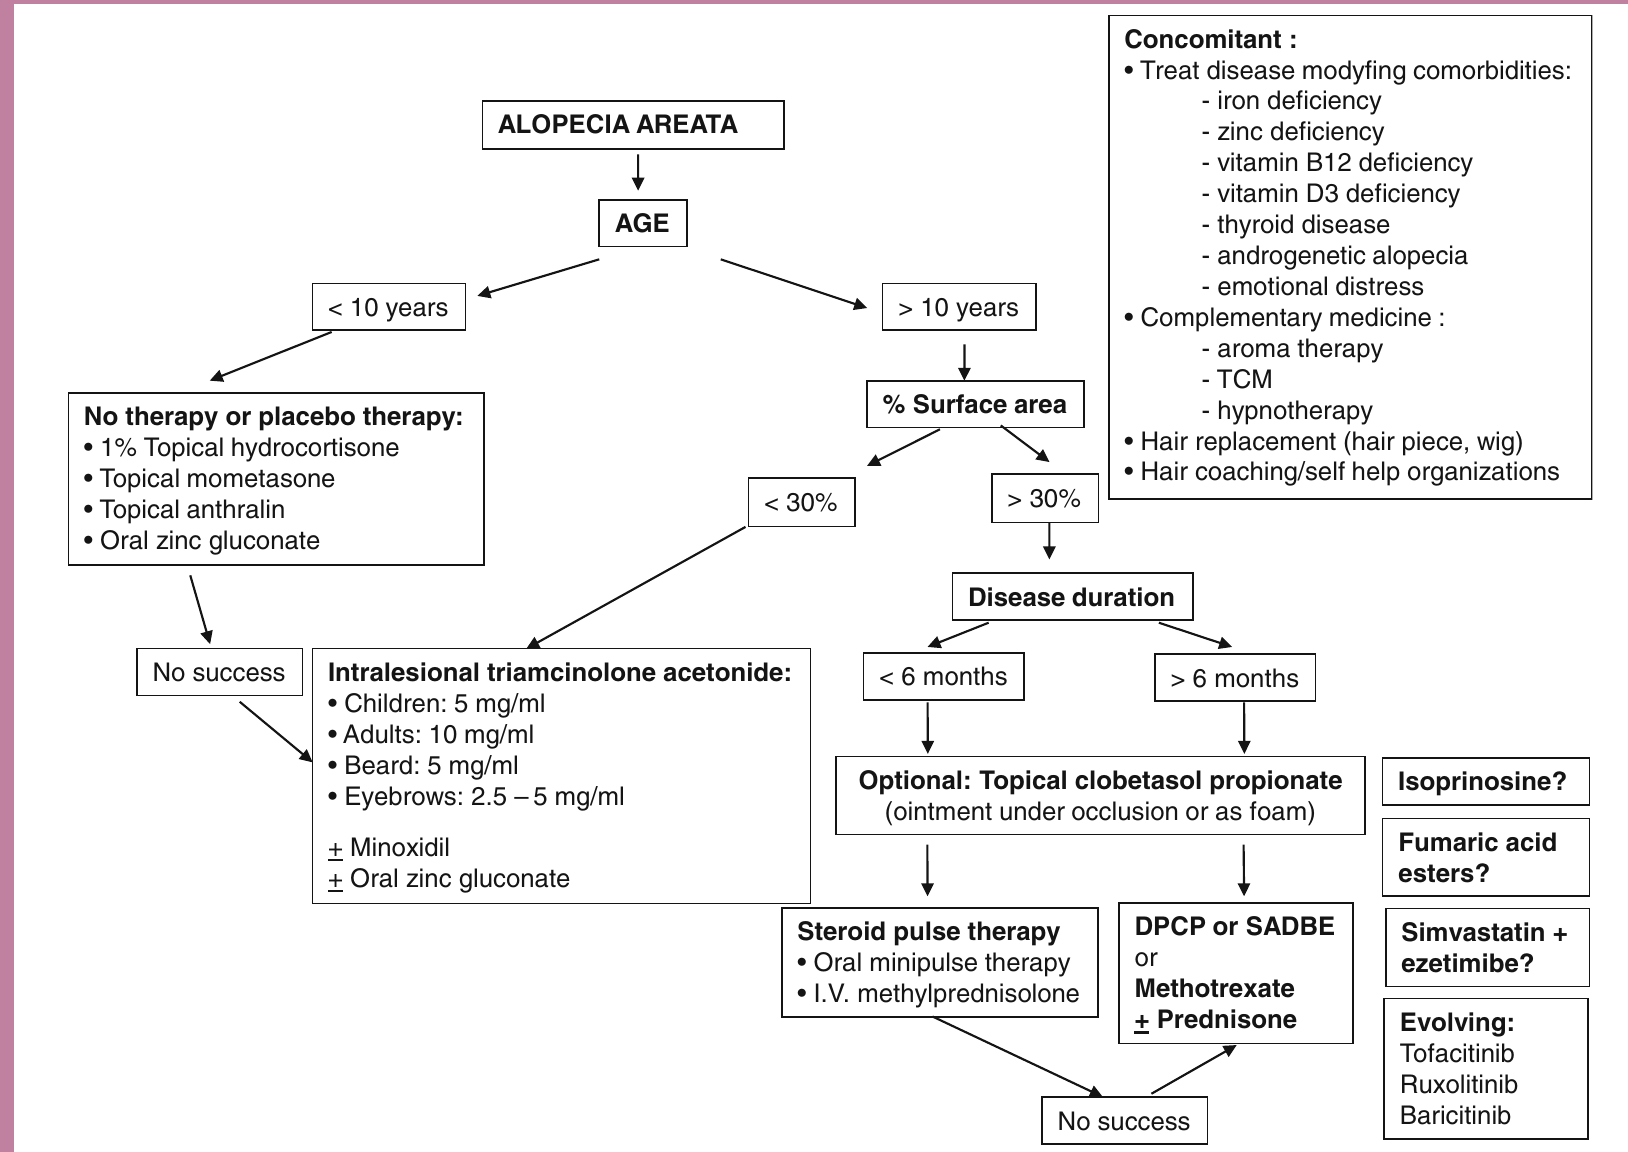 ALOPECIA AREATA
AGE
< 10 years
> 10 years
No therapy or placebo therapy:
• 1% Topical hydrocortisone
• Topical mometasone
• Topical anthralin
• Oral zinc gluconate
% Surface area
< 30%
> 30%
No success
Intralesional triamcinolone acetonide:
• Children: 5 mg/ml
• Adults: 10 mg/ml
• Beard: 5 mg/ml
• Eyebrows: 2.5 – 5 mg/ml
± Minoxidil
± Oral zinc gluconate
Disease duration
< 6 months
> 6 months
Optional: Topical clobetasol propionate
(ointment under occlusion or as foam)
Steroid pulse therapy
• Oral minipulse therapy
• I.V. methylprednisolone
DPCP or SADBE
or
Methotrexate
± Prednisone
No success
Concomitant :
• Treat disease modyfing comorbidities:
- iron deficiency
- zinc deficiency
- vitamin B12 deficiency
- vitamin D3 deficiency
- thyroid disease
- androgenetic alopecia
- emotional distress
• Complementary medicine :
- aroma therapy
- TCM
- hypnotherapy
• Hair replacement (hair piece, wig)
• Hair coaching/self help organizations
Isoprinosine?
Fumaric acid
esters?
Simvastatin +
ezetimibe?
Evolving:
Tofacitinib
Ruxolitinib
Baricitinib